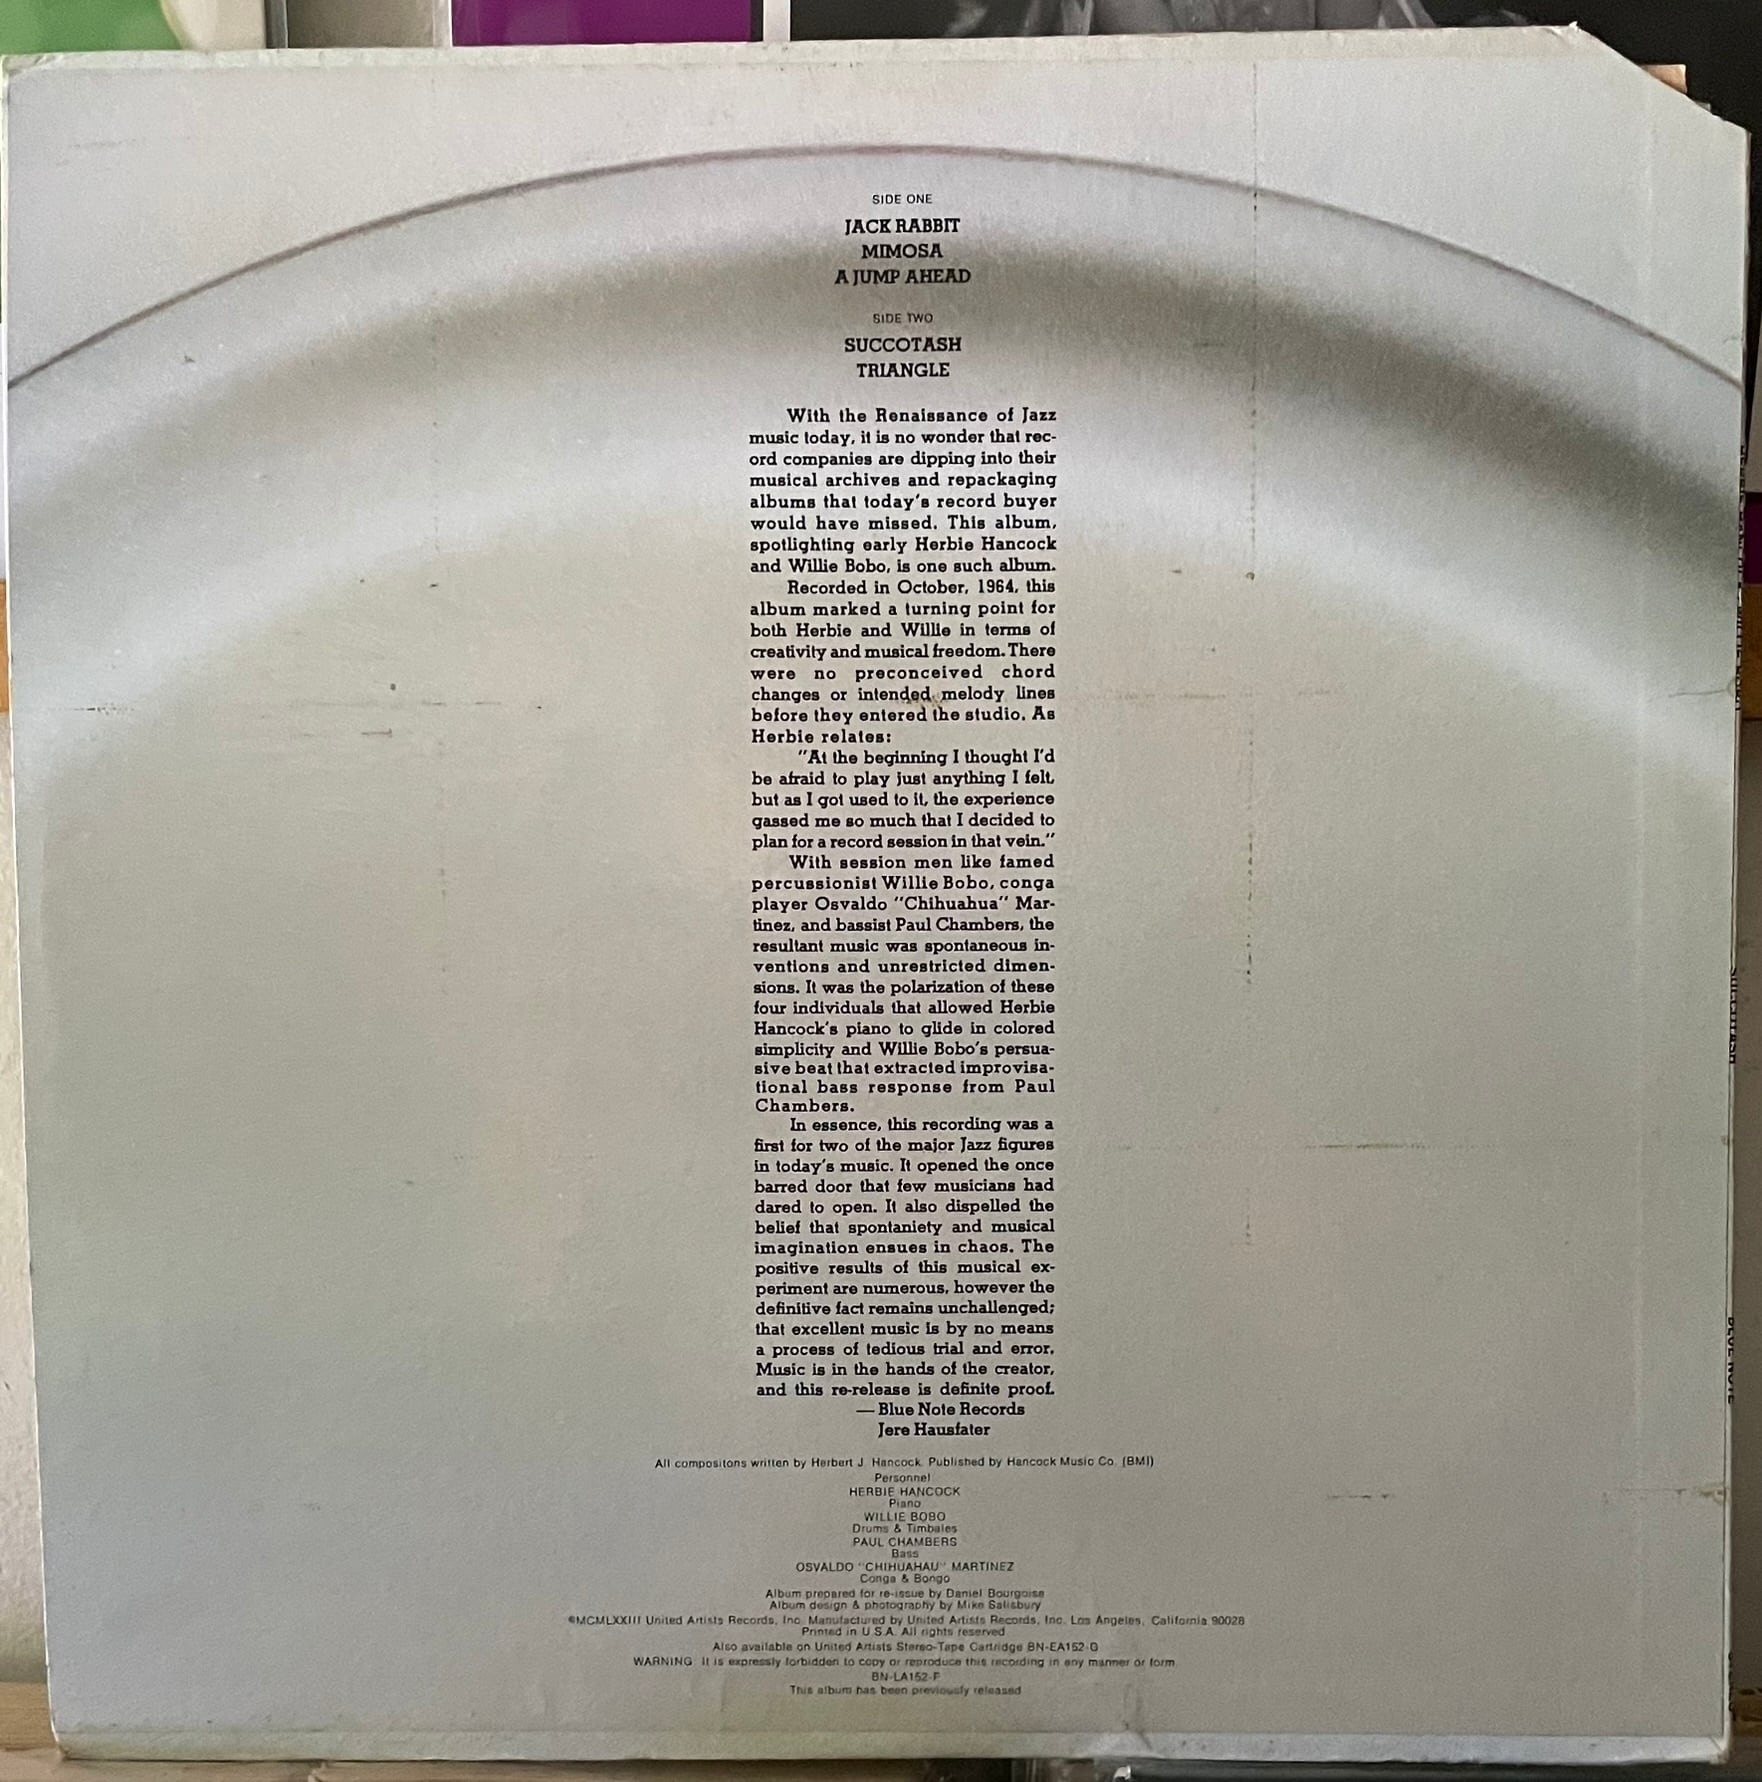 SIDE ONE
JACK RABBIT
MIMOSA
A JUMP AHEAD
SIDE TWO
SUCCOTASH
TRIANGLE
With the Renaissance of Jazz
music today, it is no wonder that rec-
ord companies are dipping into their
musical archives and repackaging
albums that today's record buyer
would have missed. This album,
spotlighting early Herbie Hancock
and Willie Bobo, is one such album.
Recorded in October, 1964, this
album marked a turning point for
both Herbie and Willie in terms of
creativity and musical freedom. There
were no preconceived chord
changes or intended melody lines
before they entered the studio. As
Herbie relates:
"At the beginning I thought I'd
be afraid to play just anything I felt,
but as I got used to it, the experience
gassed me so much that I decided to
plan for a record session in that vein."
With session men like famed
percussionist Willie Bobo, conga
player Osvaldo "Chihuahua" Mar-
tinez, and bassist Paul Chambers, the
resultant music was spontaneous in-
ventions and unrestricted dimen-
sions. It was the polarization of these
four individuals that allowed Herbie
Hancock's piano to glide in colored
simplicity and Willie Bobo's persua-
sive beat that extracted improvisa-
tional bass response from Paul
Chambers.
In essence, this recording was a
first for two of the major Jazz figures
in today's music. It opened the once
barred door that few musicians had
dared to open. It also dispelled the
belief that spontaniety and musical
imagination ensues in chaos. The
positive results of this musical ex-
periment are numerous, however the
definitive fact remains unchallenged;
that excellent music is by no means
a process of tedious trial and error.
Music is in the hands of the creator,
and this re-release is definite proof.
— Blue Note Records
Jere Hausfater
All compositons written by Herbert J. Hancock. Published by Hancock Music Co. (BMI)
Personnel
HERBIE HANCOCK
Piano
WILLIE BOBO
Drums & Timbales
PAUL CHAMBERS
Bass
OSVALDO "CHIHUAHAU" MARTINEZ
Conga & Bongo
Album prepared for re-issue by Daniel Bourgoise
Album design & photography by Mike Salisbury
©MCMLXXIII United Artists Records, Inc. Manufactured by United Artists Records, Inc. Los Angeles, California 90028
Printed in U.S.A. All rights reserved
Also available on United Artists Stereo-Tape Cartridge BN-EA152-G
WARNING: It is expressly forbidden to copy or reproduce this recording in any manner or form
BN-LA152-F
This album has been previously released